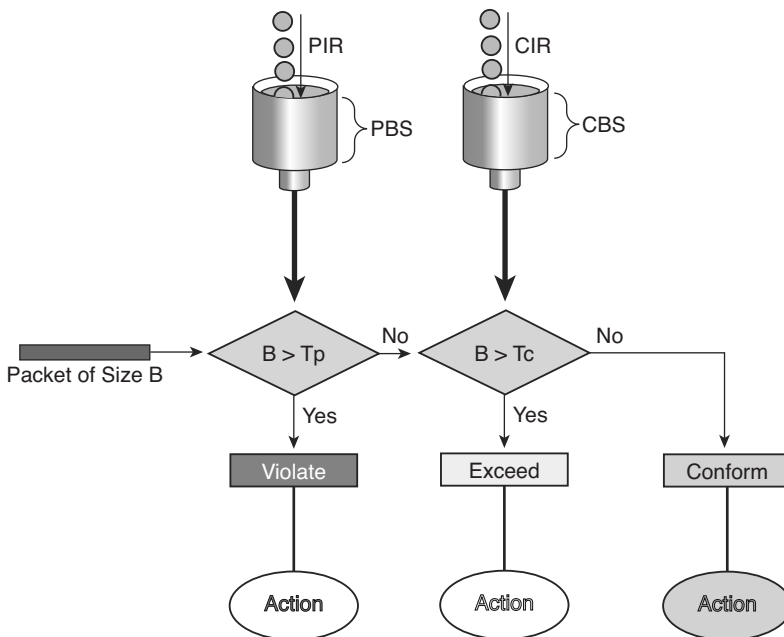 PIR
CIR
PBS
CBS
B > Tp
No
B > Tc
No
Packet of Size B
Yes
Yes
Violate
Exceed
Conform
Action
Action
Action